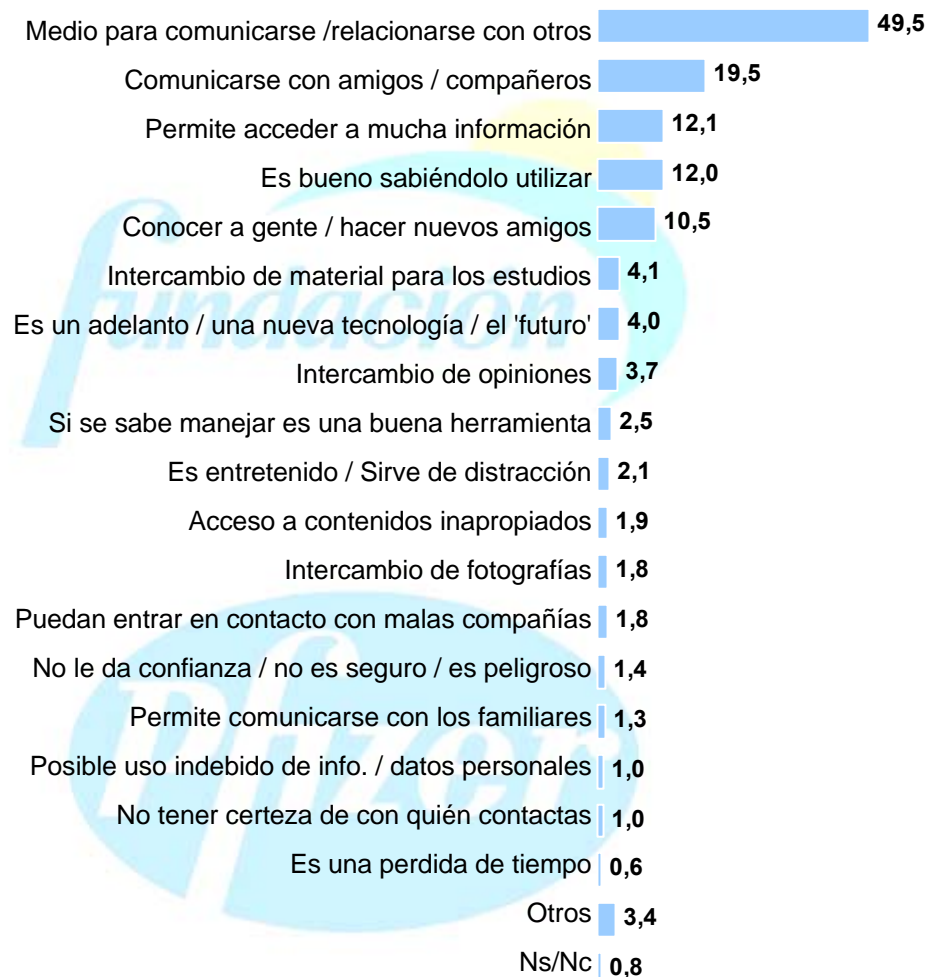 Medio para comunicarse /relacionarse con otros 49,5
Comunicarse con amigos / compañeros 19,5
Permite acceder a mucha información 12,1
Es bueno sabiéndolo utilizar 12,0
Conocer a gente / hacer nuevos amigos 10,5
Intercambio de material para los estudios 4,1
Es un adelanto / una nueva tecnología / el 'futuro' 4,0
Intercambio de opiniones 3,7
Si se sabe manejar es una buena herramienta 2,5
Es entretenido / Sirve de distracción 2,1
Acceso a contenidos inapropiados 1,9
Intercambio de fotografías 1,8
Puedan entrar en contacto con malas compañías 1,8
No le da confianza / no es seguro / es peligroso 1,4
Permite comunicarse con los familiares 1,3
Posible uso indebido de info. / datos personales 1,0
No tener certeza de con quién contactas 1,0
Es una perdida de tiempo 0,6
Otros 3,4
Ns/Nc 0,8
fundación
Pfizer